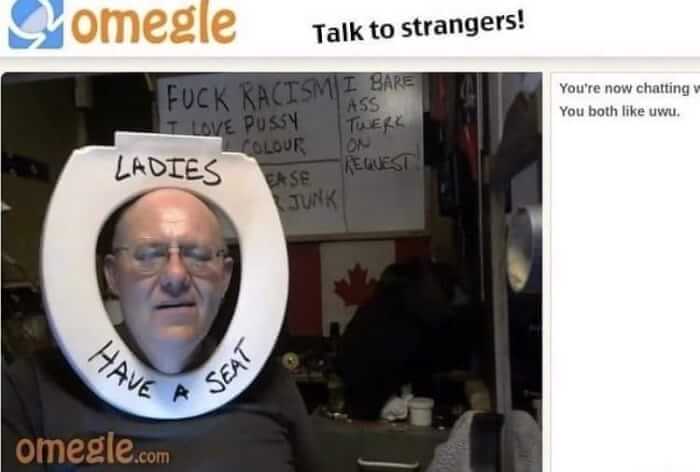 omegle
Talk to strangers!
You're now chatting
You both like uwu.
FUCK RACISM
I LOVE PUSSY
COLOUR
EASE
JUNK
I BARE
ASS
TWERK
ON
REQUEST
LADIES
HAVE A SEAT
omegle.com